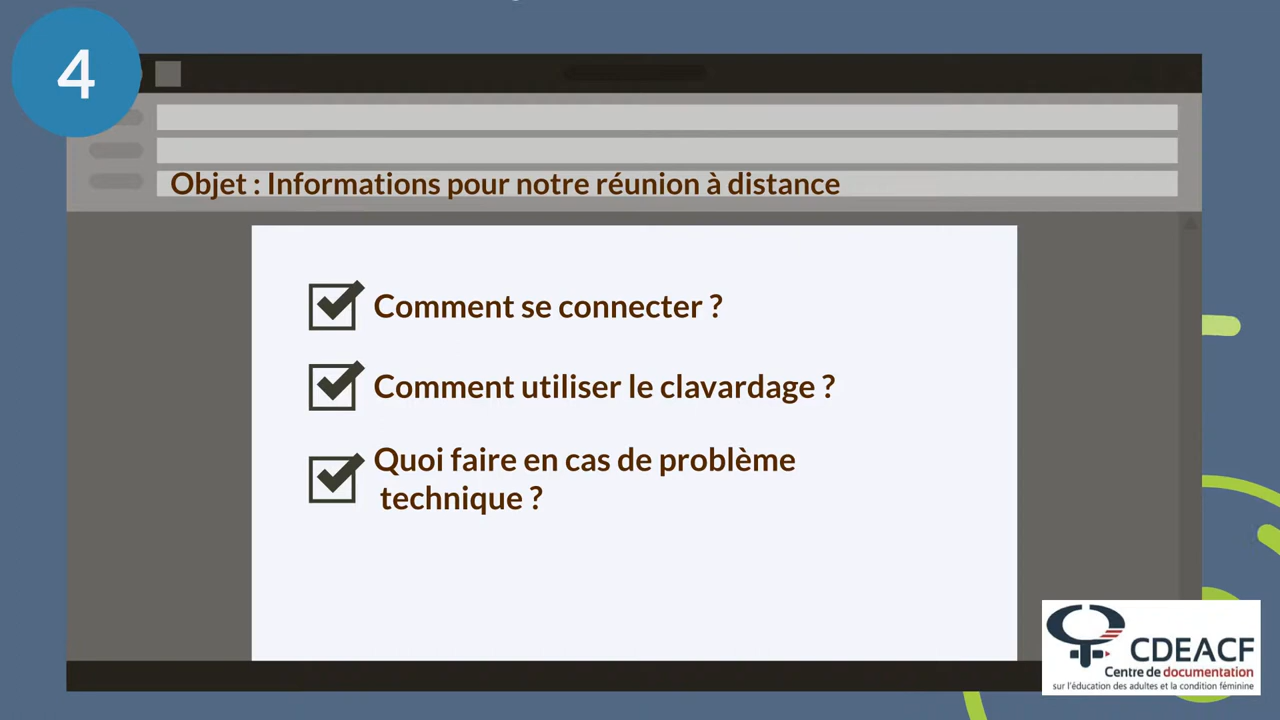 4
Objet : Informations pour notre réunion à distance
Comment se connecter ?
Comment utiliser le clavardage ?
Quoi faire en cas de problème
technique ?
CDEACF
Centre de documentation
sur l'éducation des adultes et la condition féminine